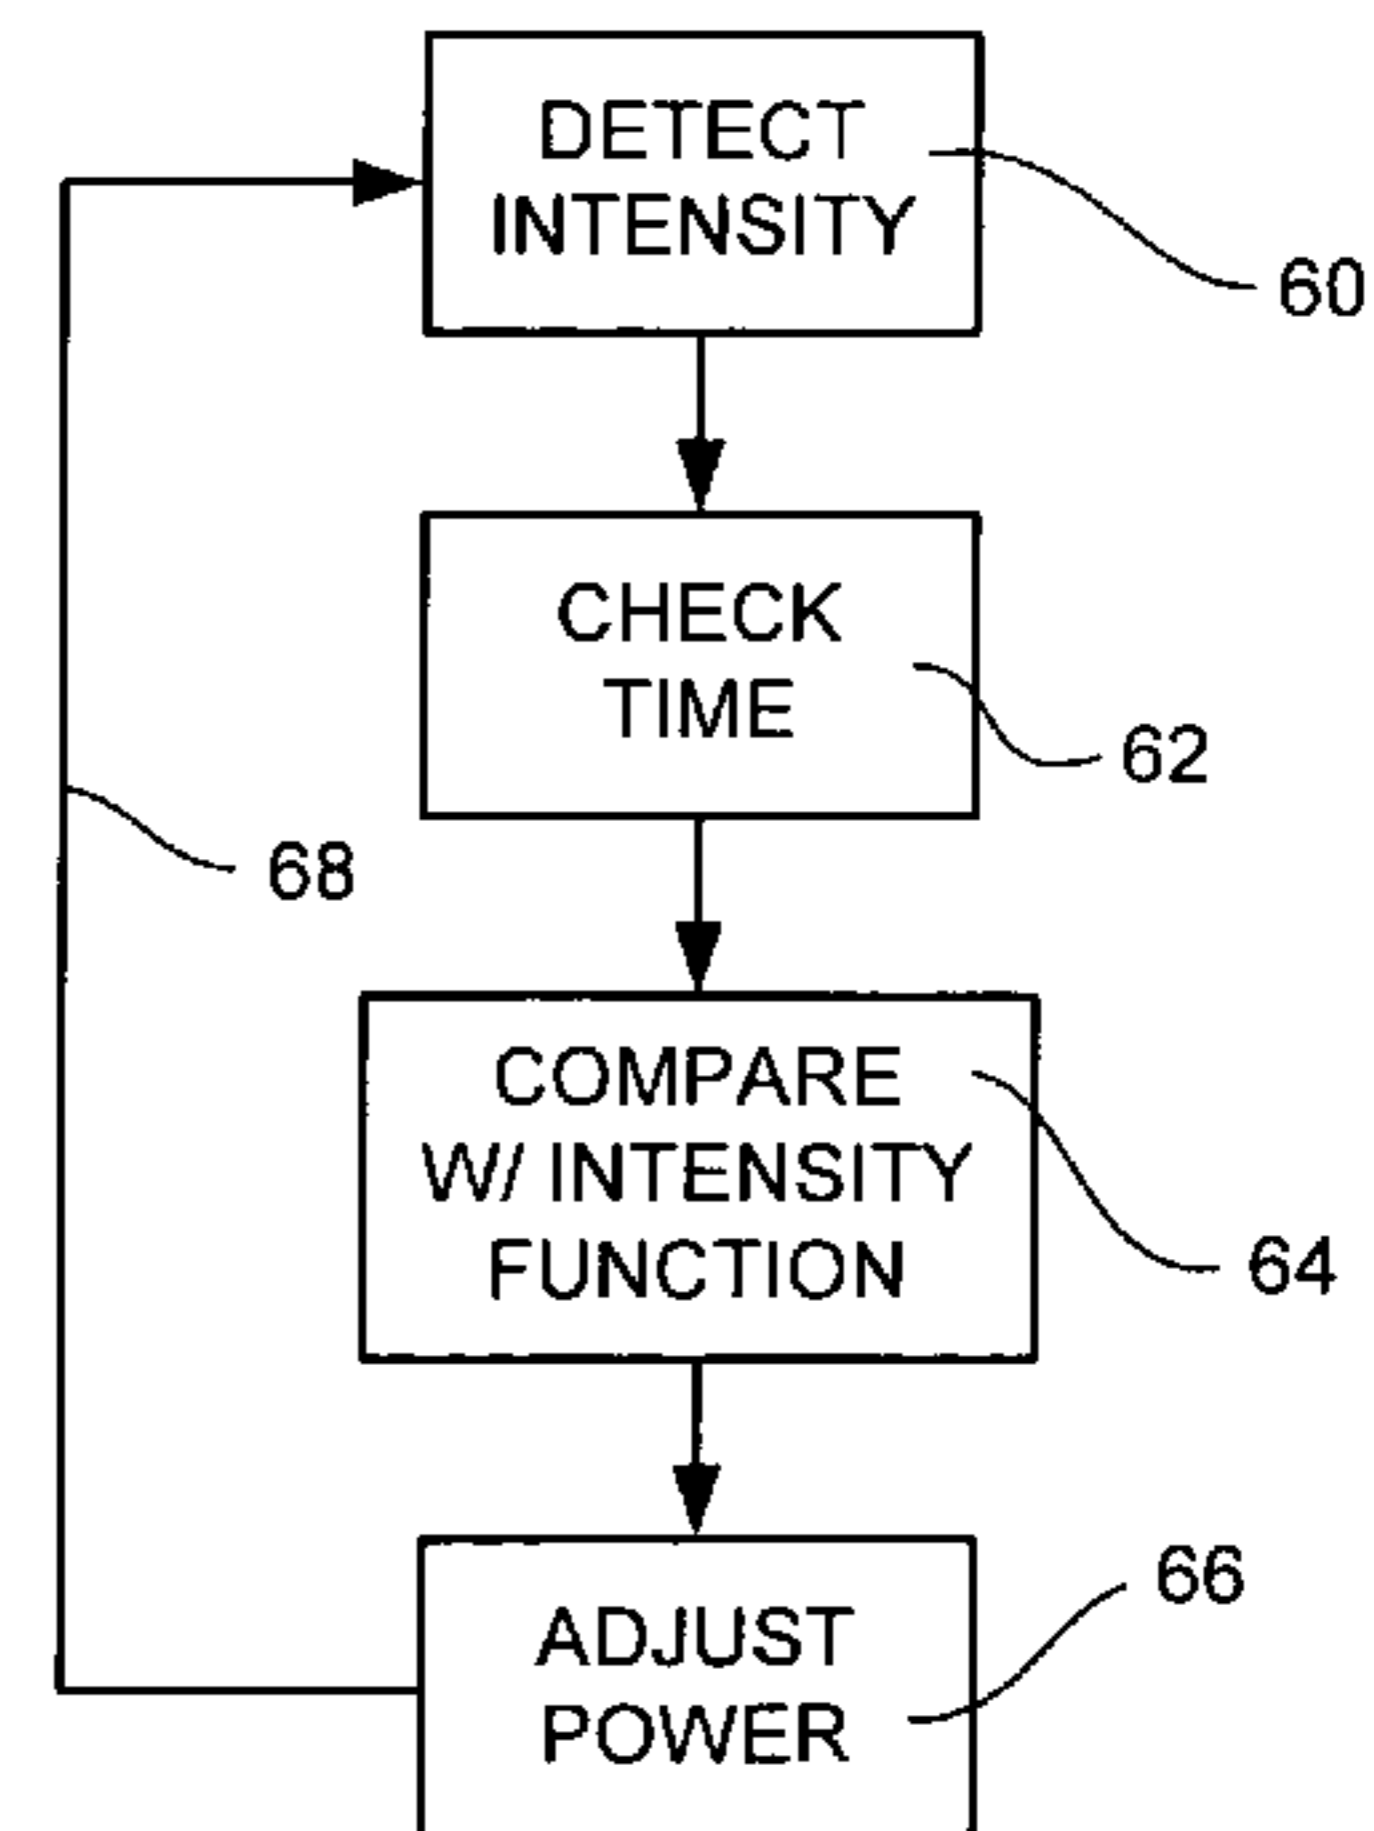 DETECT
INTENSITY
60
CHECK
TIME
62
68
COMPARE
W/ INTENSITY
FUNCTION
64
66
ADJUST
POWER